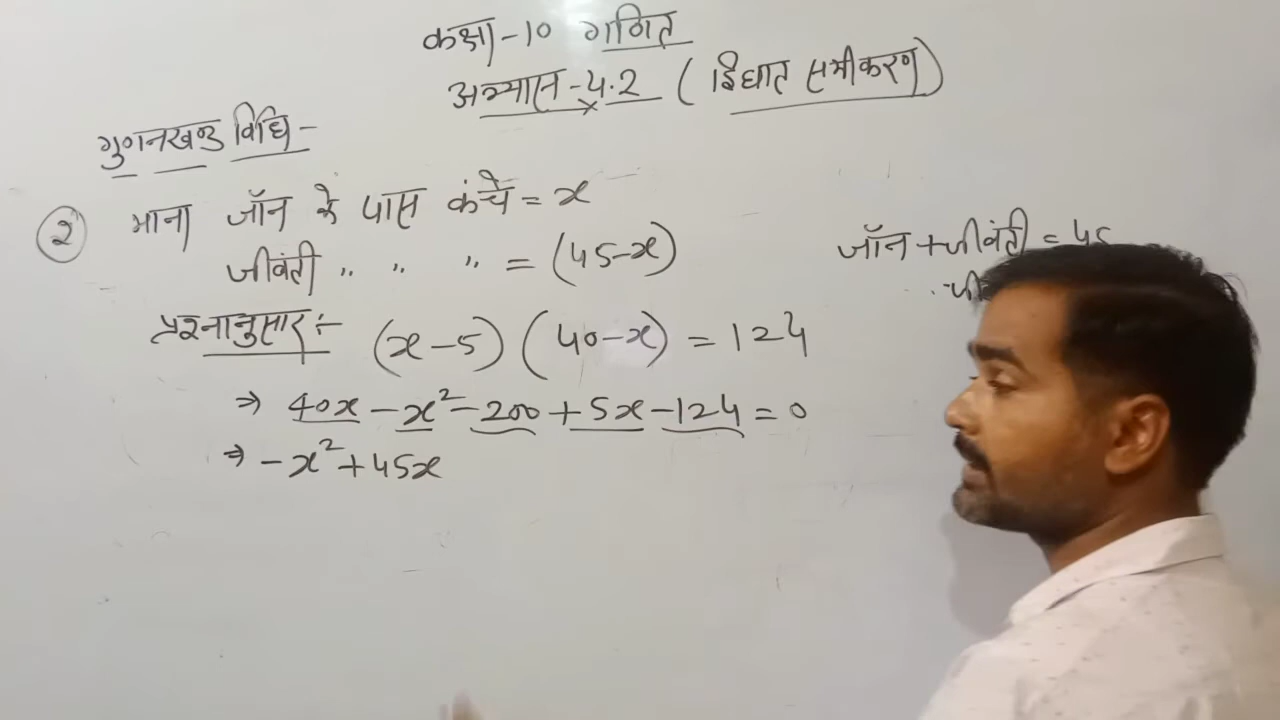 कक्षा-10 गणित
अभ्यास-4.2 (द्विघात समीकरण)
गुणनखण्ड विधि-
2 माना जॉन के पास कंचे = x
जीवंती ,, ,, ,, = (45-x)
जॉन + जीवंती = 45
प्रश्नानुसार :- (x-5) (40-x) = 124
⇒ 40x - x² - 200 + 5x - 124 = 0
⇒ -x² + 45x